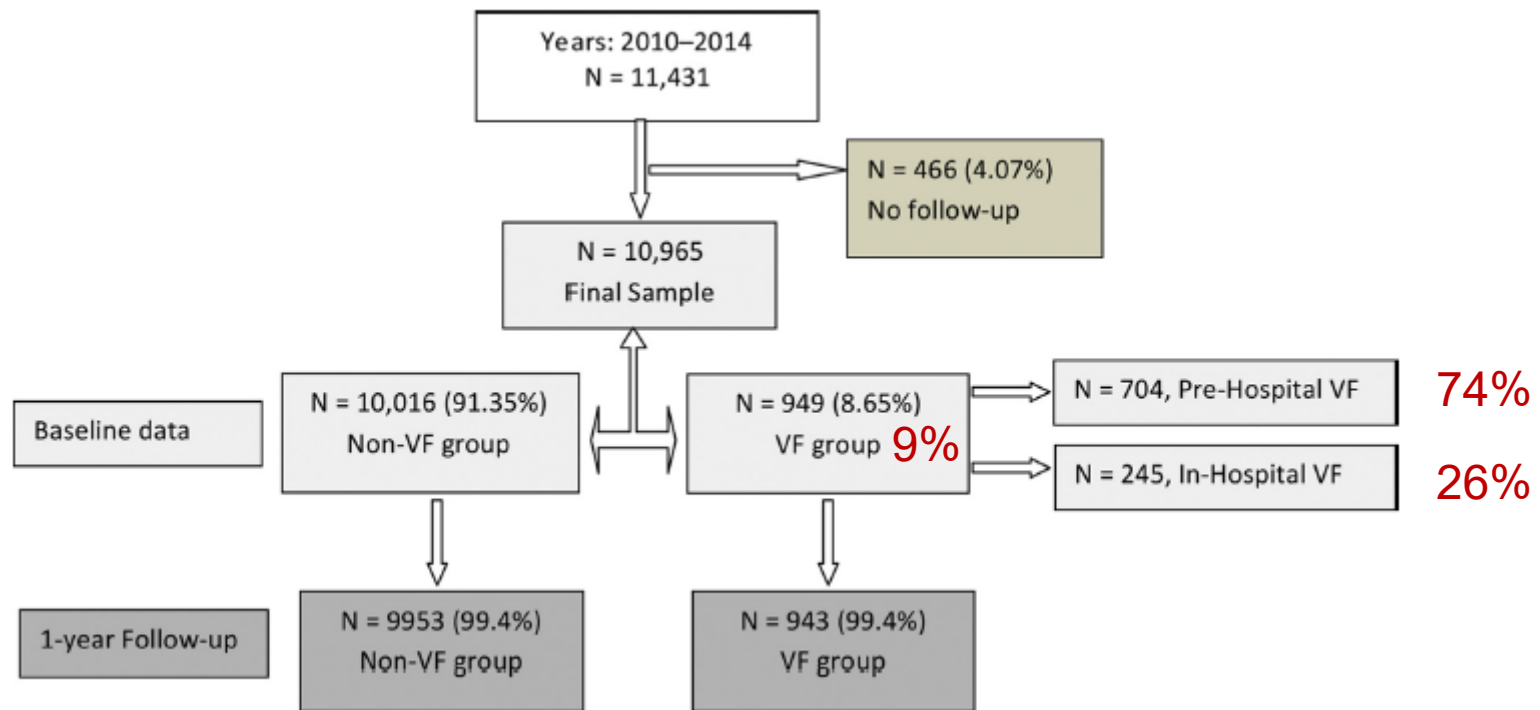 Years: 2010–2014
N = 11,431
N = 466 (4.07%)
No follow-up
N = 10,965
Final Sample
Baseline data
N = 10,016 (91.35%)
Non-VF group
N = 949 (8.65%)
VF group 9%
N = 704, Pre-Hospital VF
74%
N = 245, In-Hospital VF
26%
1-year Follow-up
N = 9953 (99.4%)
Non-VF group
N = 943 (99.4%)
VF group